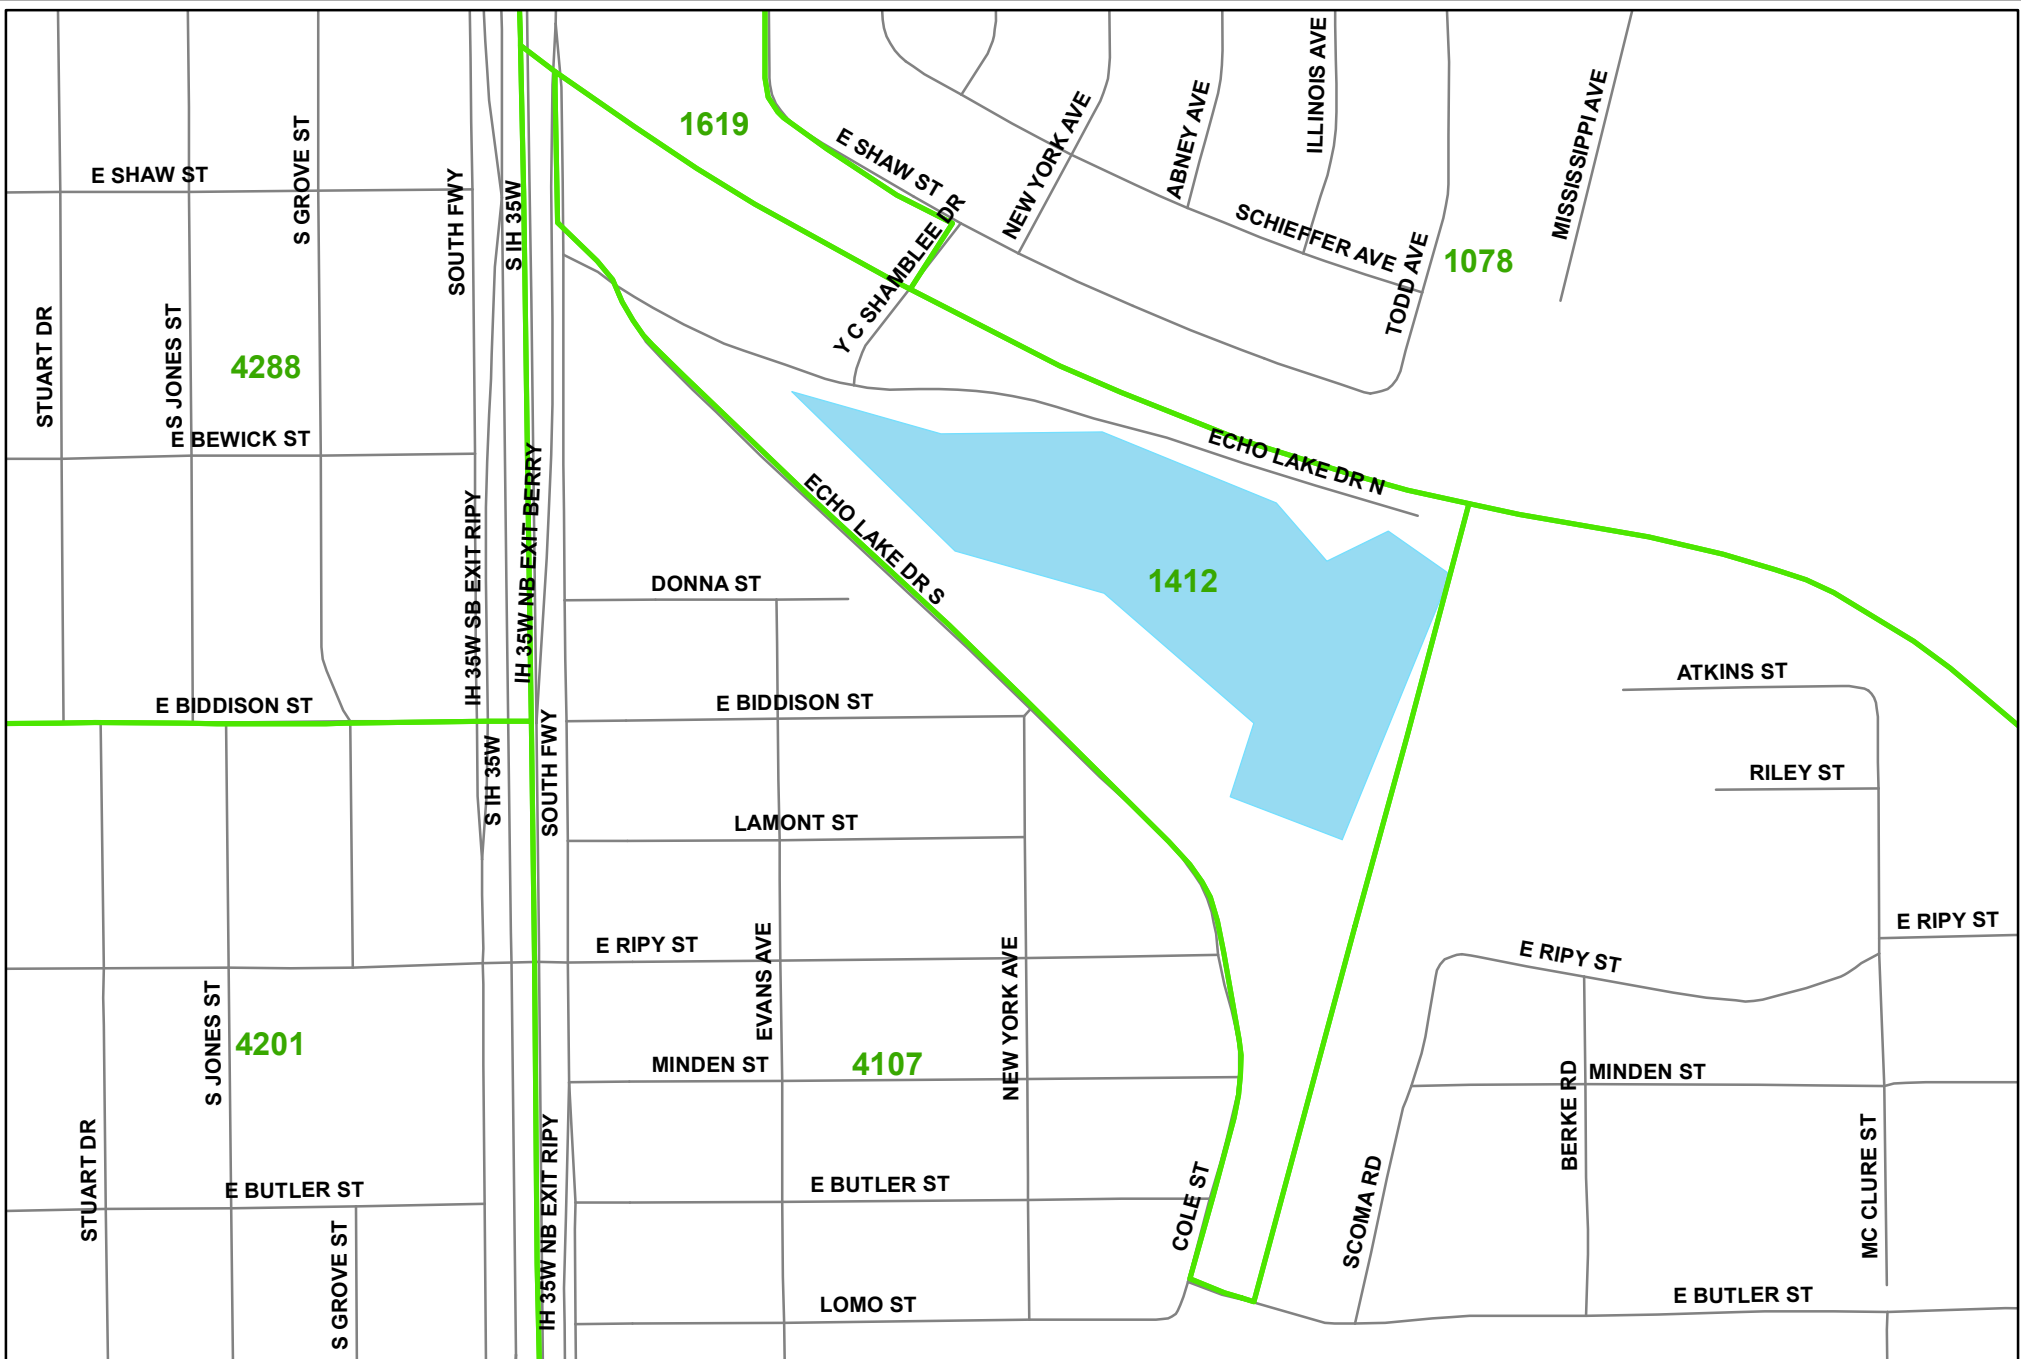 ILLINOIS AVE
MISSISSIPPI AVE
ABNEY AVE
NEW YORK AVE
1619
S GROVE ST
E SHAW ST
E SHAW ST
SOUTH FWY
S IH 35W
Y C SHAMBLEE DR
SCHIEFFER AVE
TODD AVE
1078
STUART DR
S JONES ST
4288
E BEWICK ST
IH 35W SB EXIT RIPY
IH 35W NB EXIT BERRY
ECHO LAKE DR N
ECHO LAKE DR S
DONNA ST
1412
ATKINS ST
E BIDDISON ST
E BIDDISON ST
S IH 35W
SOUTH FWY
RILEY ST
LAMONT ST
E RIPY ST
E RIPY ST
E RIPY ST
EVANS AVE
NEW YORK AVE
S JONES ST
4201
MINDEN ST
4107
BERKE RD
MINDEN ST
STUART DR
E BUTLER ST
IH 35W NB EXIT RIPY
E BUTLER ST
COLE ST
SCOMA RD
MC CLURE ST
S GROVE ST
LOMO ST
E BUTLER ST